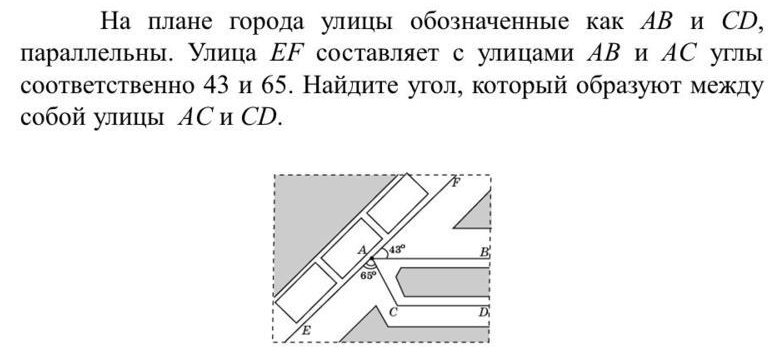 На плане города улицы обозначенные как AB и CD,
параллельны. Улица EF составляет с улицами AB и AC углы
соответственно 43 и 65. Найдите угол, который образуют между
собой улицы AC и CD.
F
A 43° B
65°
C D
E